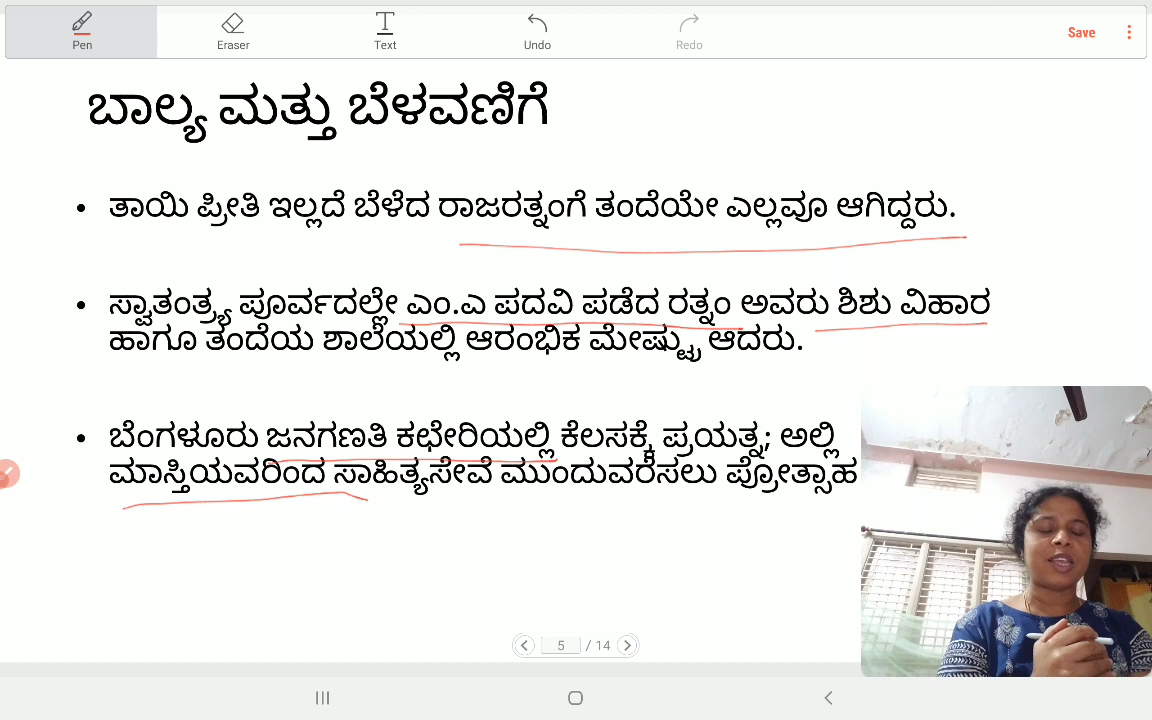 Pen
Eraser
Text
Undo
Redo
Save
ಬಾಲ್ಯ ಮತ್ತು ಬೆಳವಣಿಗೆ
• ತಾಯಿ ಪ್ರೀತಿ ಇಲ್ಲದೆ ಬೆಳೆದ ರಾಜರತ್ನಂಗೆ ತಂದೆಯೇ ಎಲ್ಲವೂ ಆಗಿದ್ದರು.
• ಸ್ವಾತಂತ್ರ್ಯ ಪೂರ್ವದಲ್ಲೇ ಎಂ.ಎ ಪದವಿ ಪಡೆದ ರತ್ನಂ ಅವರು ಶಿಶು ವಿಹಾರ
ಹಾಗೂ ತಂದೆಯ ಶಾಲೆಯಲ್ಲಿ ಆರಂಭಿಕ ಮೇಷ್ಟ್ರು ಆದರು.
• ಬೆಂಗಳೂರು ಜನಗಣತಿ ಕಛೇರಿಯಲ್ಲಿ ಕೆಲಸಕ್ಕೆ ಪ್ರಯತ್ನ; ಅಲ್ಲಿ
ಮಾಸ್ತಿಯವರಿಂದ ಸಾಹಿತ್ಯಸೇವೆ ಮುಂದುವರೆಸಲು ಪ್ರೋತ್ಸಾಹ
5 / 14